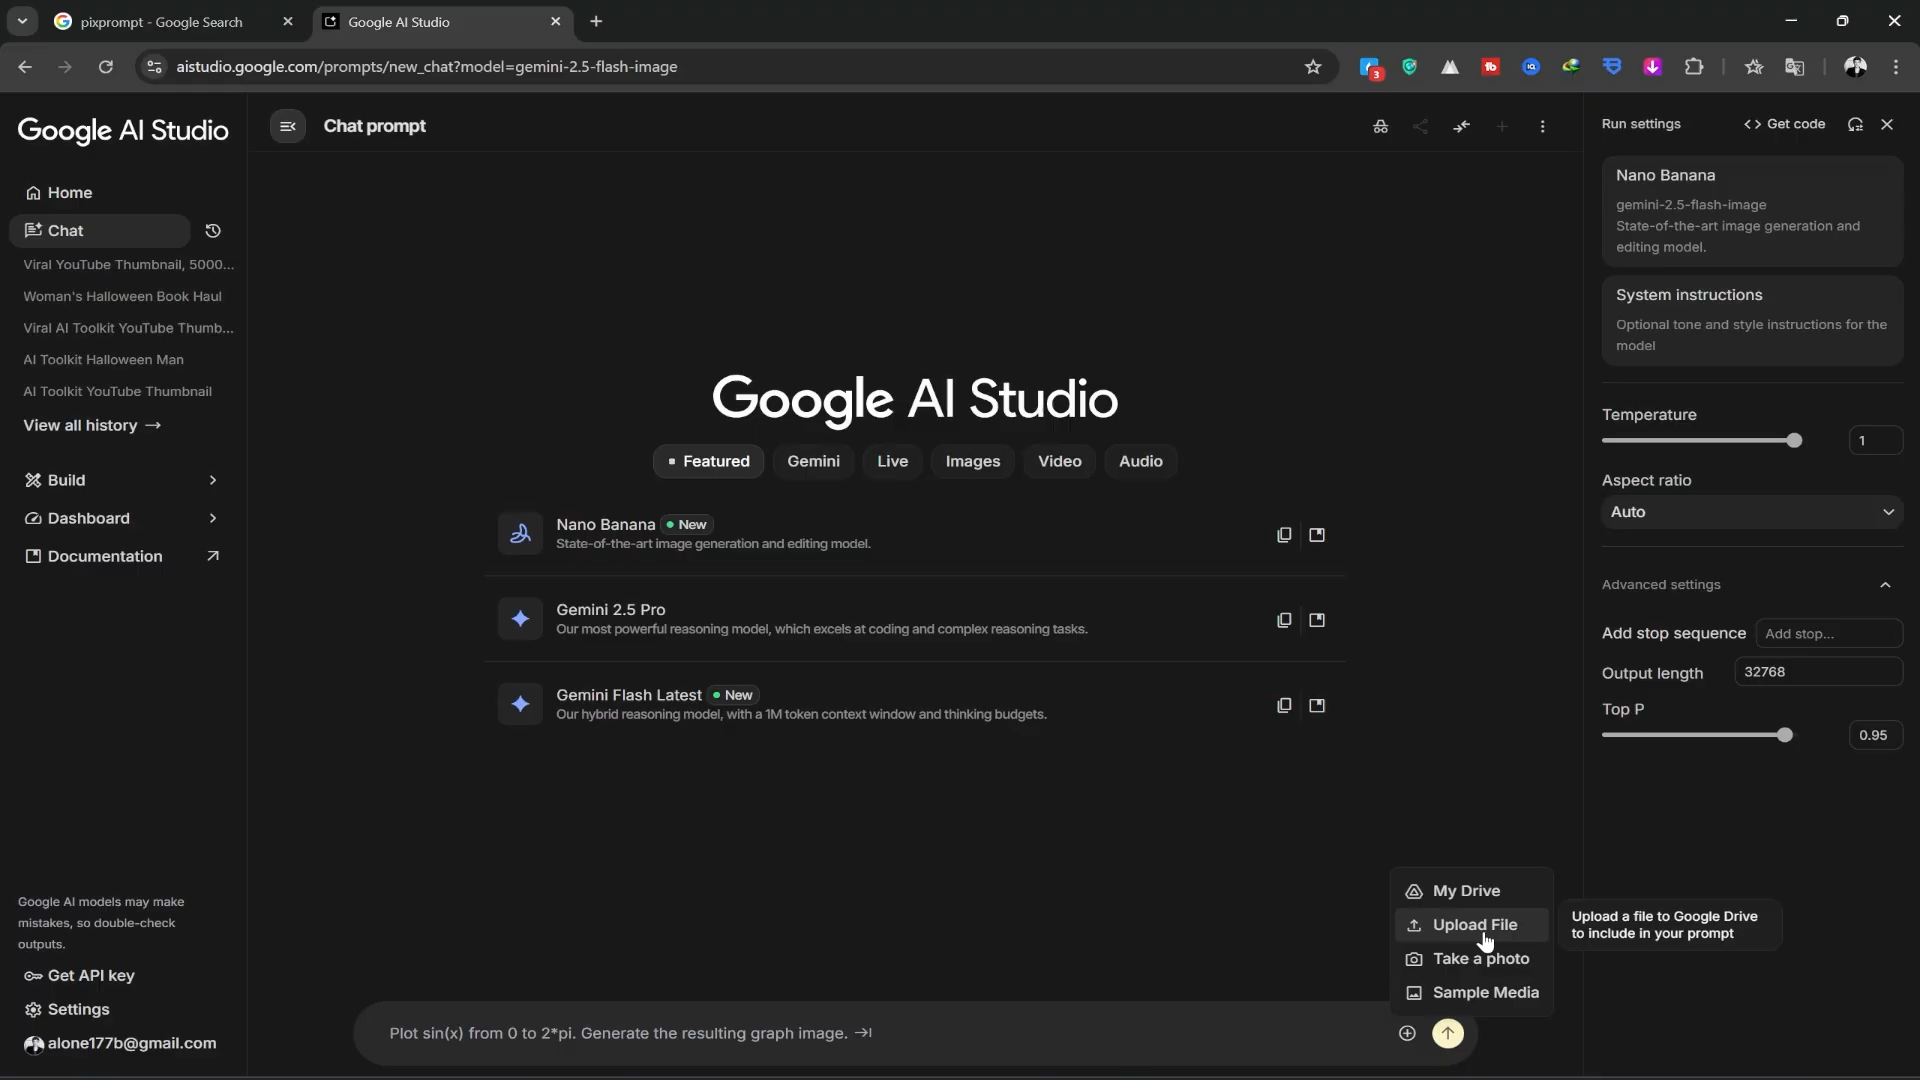 pixprompt - Google Search
Google AI Studio
aistudio.google.com/prompts/new_chat?model=gemini-2.5-flash-image
3
Google AI Studio
Home
Chat
Viral YouTube Thumbnail, 5000...
Woman's Halloween Book Haul
Viral AI Toolkit YouTube Thumb...
AI Toolkit Halloween Man
AI Toolkit YouTube Thumbnail
View all history
Build
Dashboard
Documentation
Google AI models may make
mistakes, so double-check
outputs.
Get API key
Settings
alone177b@gmail.com
Chat prompt
Google AI Studio
Featured
Gemini
Live
Images
Video
Audio
Nano Banana New
State-of-the-art image generation and editing model.
Gemini 2.5 Pro
Our most powerful reasoning model, which excels at coding and complex reasoning tasks.
Gemini Flash Latest New
Our hybrid reasoning model, with a 1M token context window and thinking budgets.
My Drive
Upload File
Take a photo
Sample Media
Upload a file to Google Drive
to include in your prompt
Plot sin(x) from 0 to 2*pi. Generate the resulting graph image.
Run settings
<> Get code
Nano Banana
gemini-2.5-flash-image
State-of-the-art image generation and
editing model.
System instructions
Optional tone and style instructions for the
model
Temperature
1
Aspect ratio
Auto
Advanced settings
Add stop sequence
Add stop...
Output length
32768
Top P
0.95